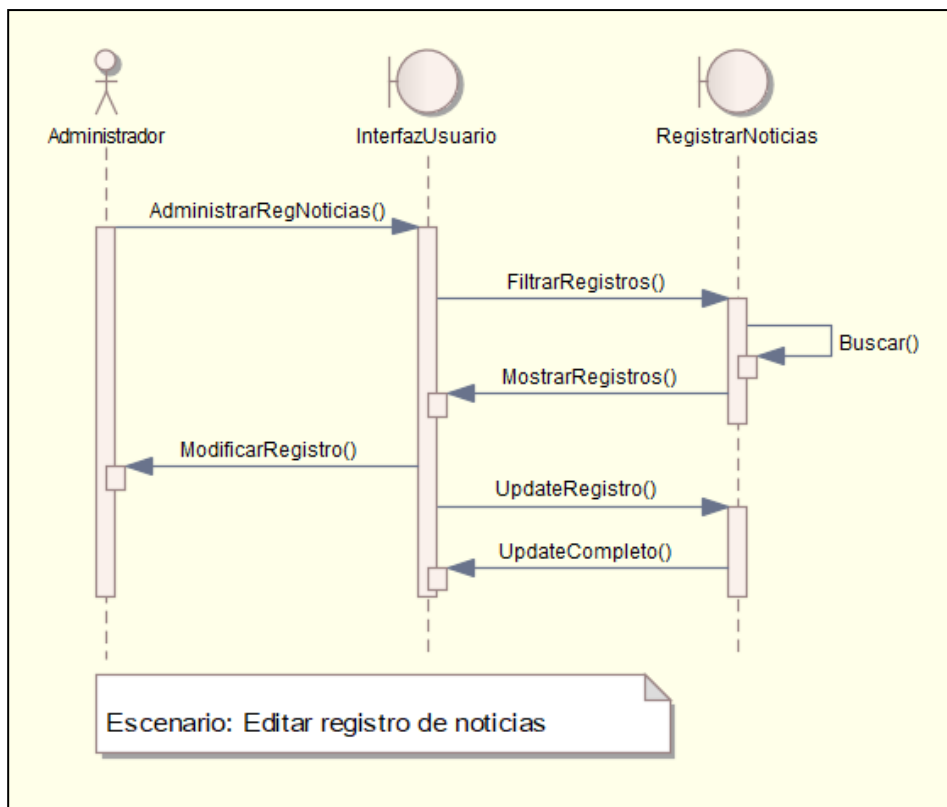 Administrador
InterfazUsuario
RegistrarNoticias
AdministrarRegNoticias()
FiltrarRegistros()
Buscar()
MostrarRegistros()
ModificarRegistro()
UpdateRegistro()
UpdateCompleto()
Escenario: Editar registro de noticias